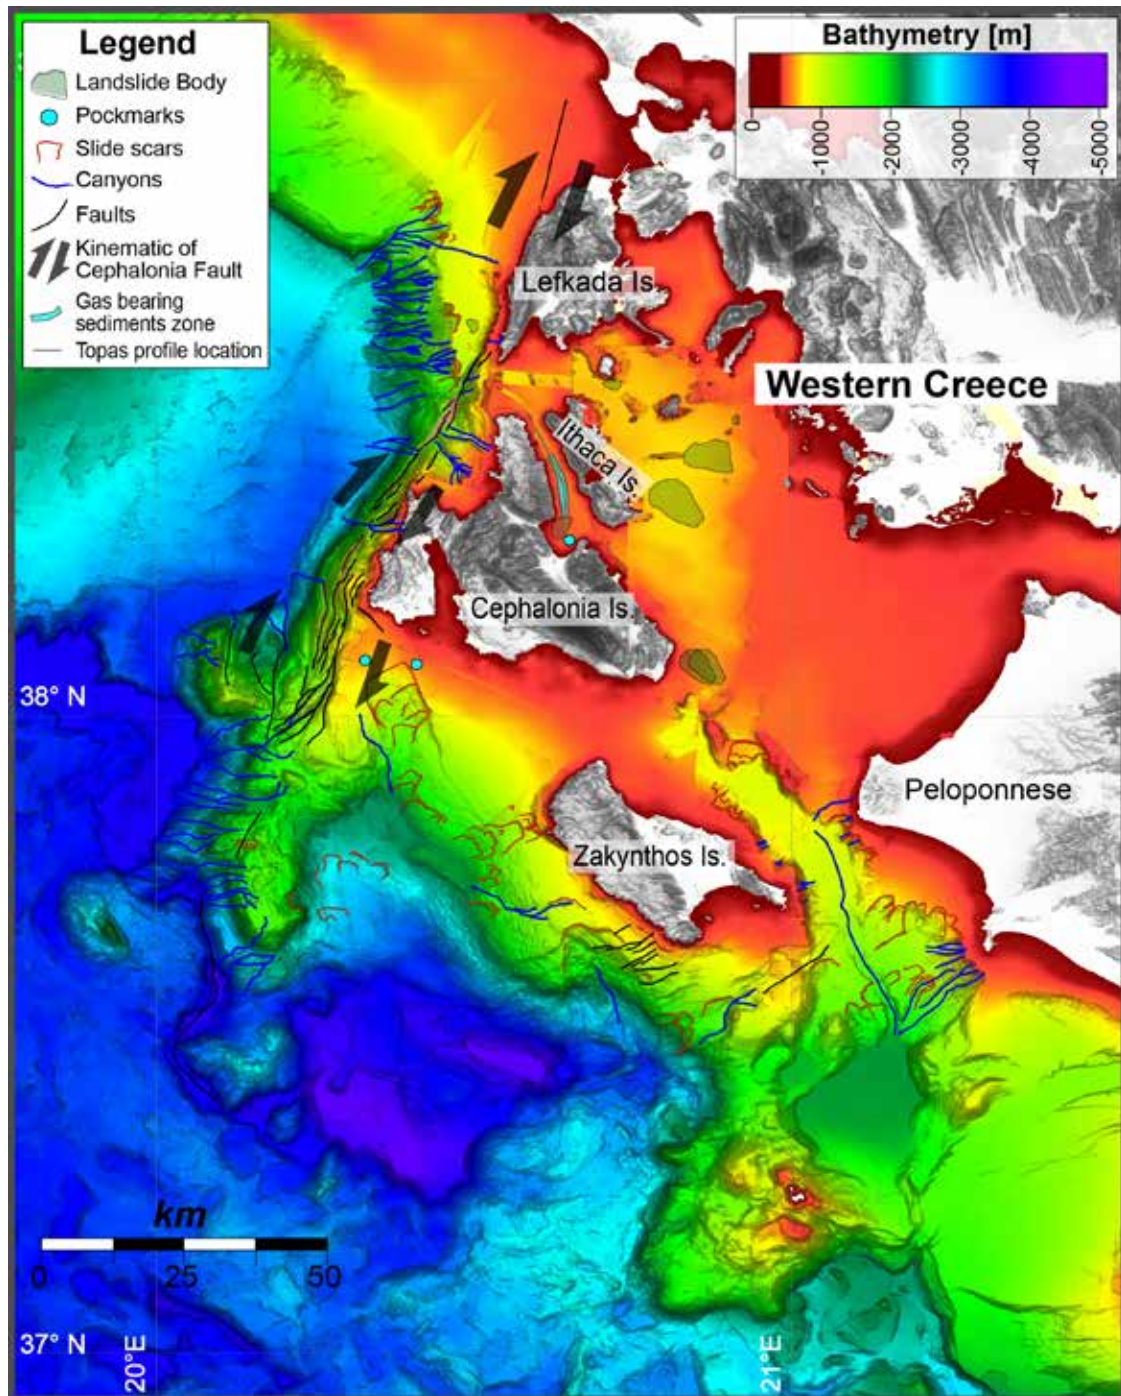 Legend
Landslide Body
Pockmarks
Slide scars
Canyons
Faults
Kinematic of
Cephalonia Fault
Gas bearing
sediments zone
Topas profile location
Bathymetry [m]
0
-1000
-2000
-3000
-4000
-5000
Lefkada Is.
Western Creece
Ithaca Is.
Cephalonia Is.
38° N
Peloponnese
Zakynthos Is.
km
0
25
50
37° N
20°E
21°E